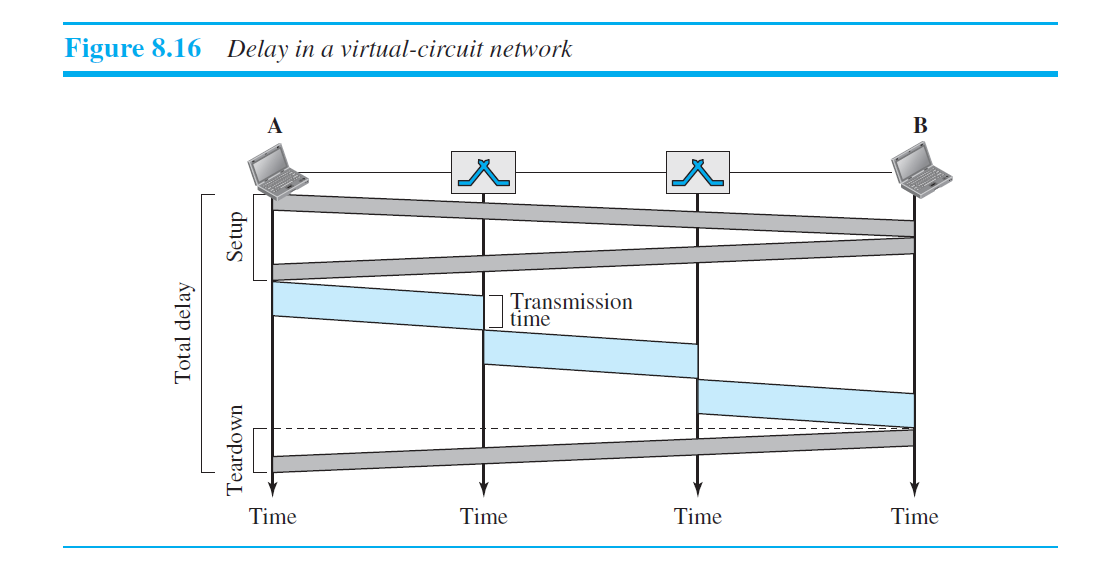 Figure 8.16 Delay in a virtual-circuit network
A
B
Setup
Transmission
time
Total delay
Teardown
Time Time Time Time